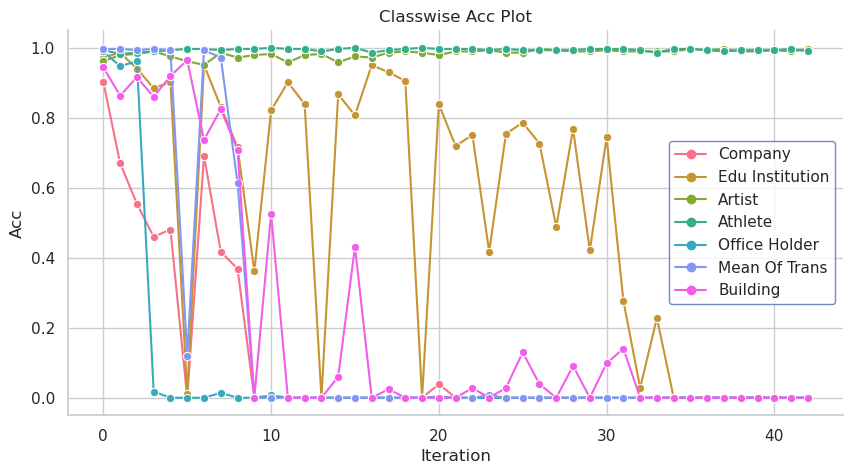 Classwise Acc Plot
1.0
0.8
0.6
0.4
0.2
0.0
Acc
0
10
20
30
40
Iteration
Company
Edu Institution
Artist
Athlete
Office Holder
Mean Of Trans
Building